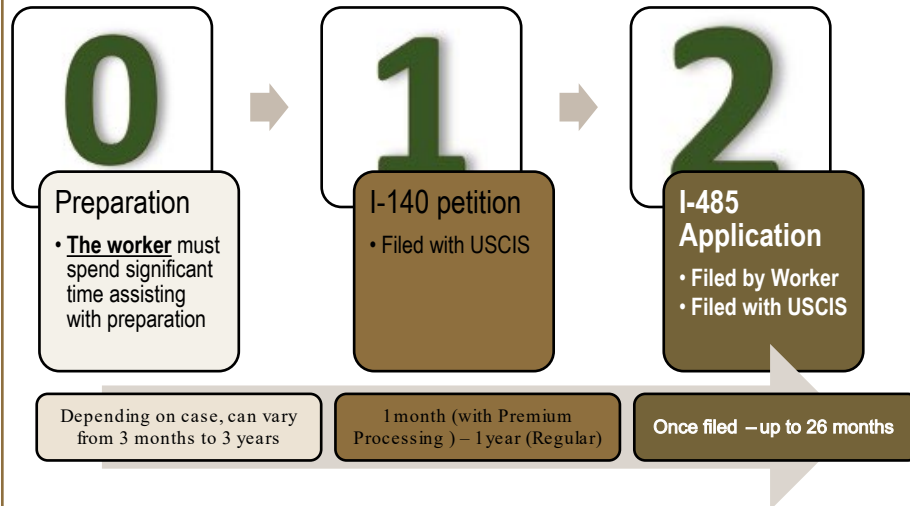 0
1
2
Preparation
• The worker must
spend significant
time assisting
with preparation
I-140 petition
• Filed with USCIS
I-485
Application
• Filed by Worker
• Filed with USCIS
Depending on case, can vary
from 3 months to 3 years
1 month (with Premium
Processing ) – 1 year (Regular)
Once filed – up to 26 months